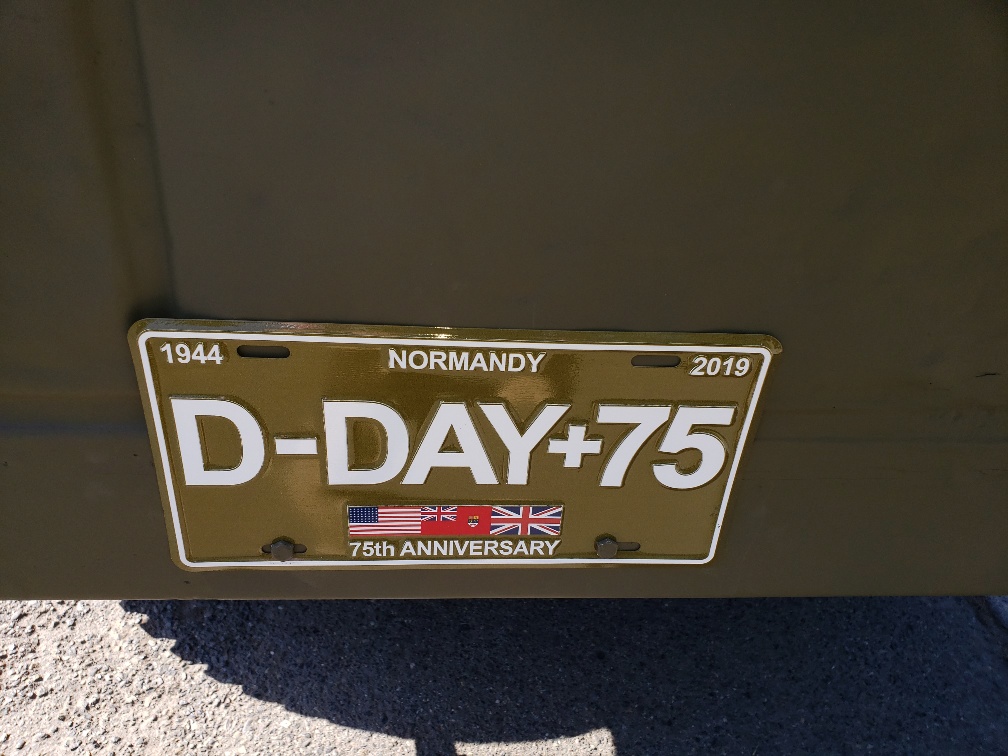 1944 NORMANDY 2019
D-DAY+75
75th ANNIVERSARY